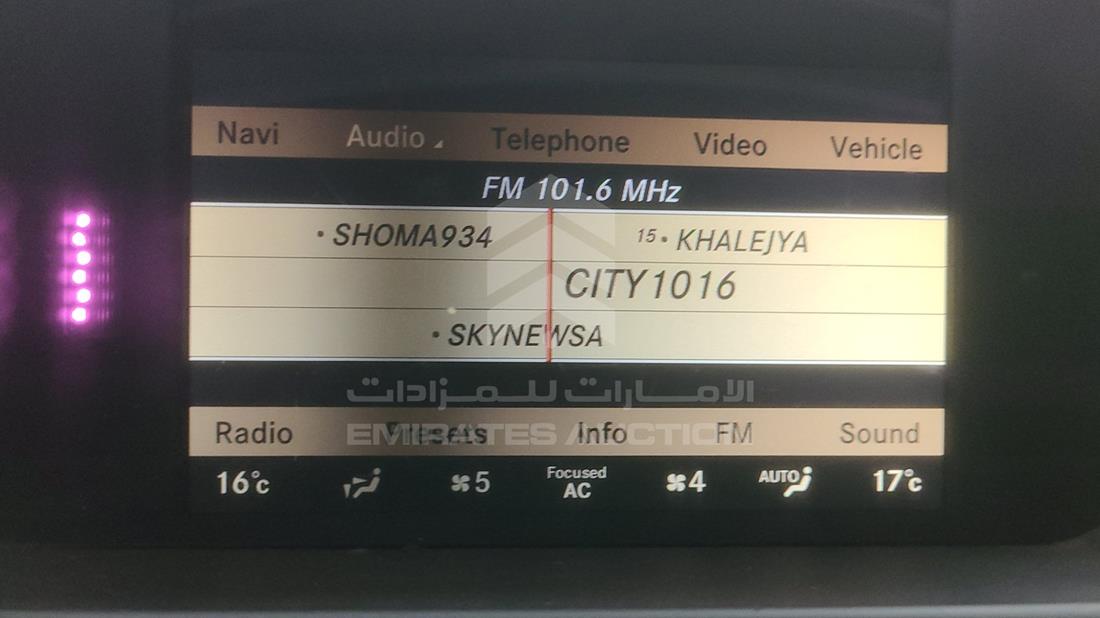 Navi Audio Telephone Video Vehicle
FM 101.6 MHz
• SHOMA934 15• KHALEJYA
CITY1016
• SKYNEWSA
الامارات للمزادات
Radio Presets Info FM Sound
EMIRATES AUCTION
16°c 5 Focused AC 4 AUTO 17°c